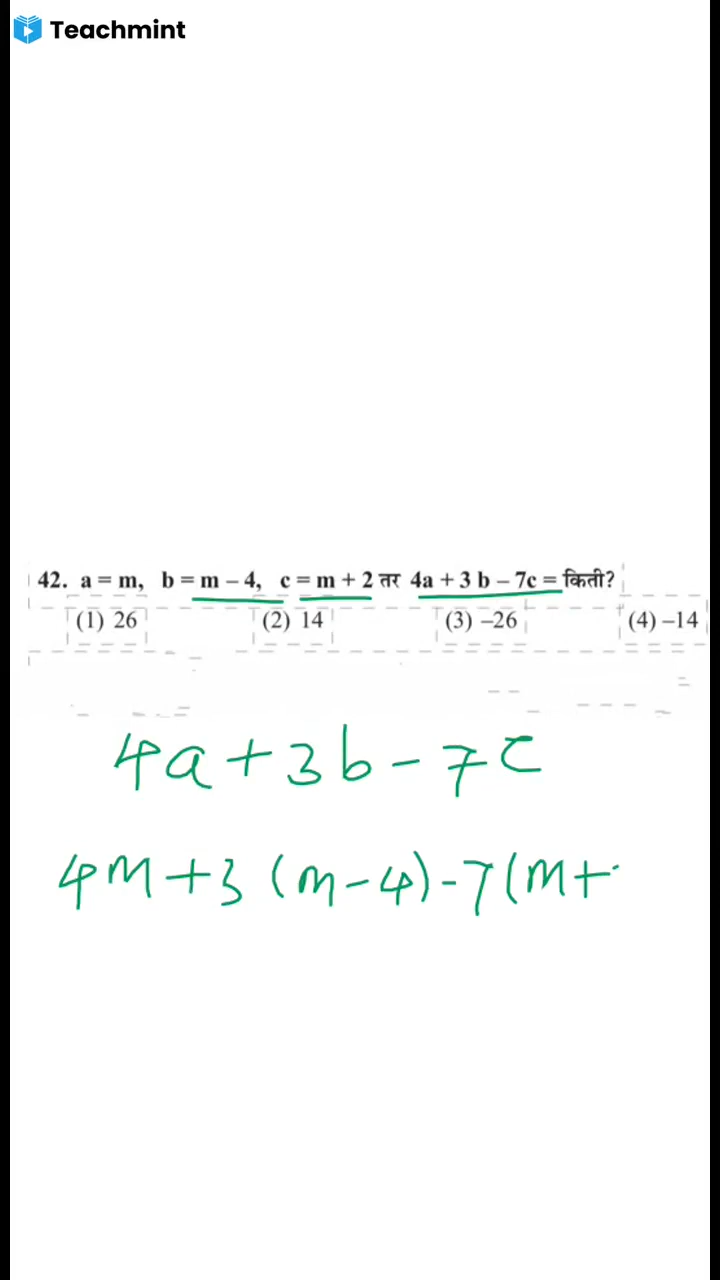 Teachmint
42. a = m, b = m – 4, c = m + 2 तर 4a + 3 b – 7c = किती?
(1) 26 (2) 14 (3) –26 (4) –14
4a + 3b - 7c
4m + 3 (m - 4) - 7 (m +